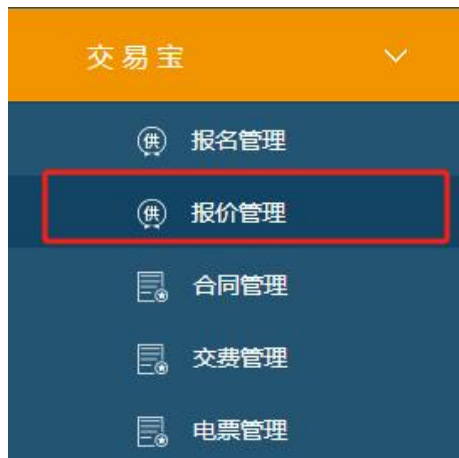 交易宝
供 报名管理
供 报价管理
合同管理
交费管理
电票管理